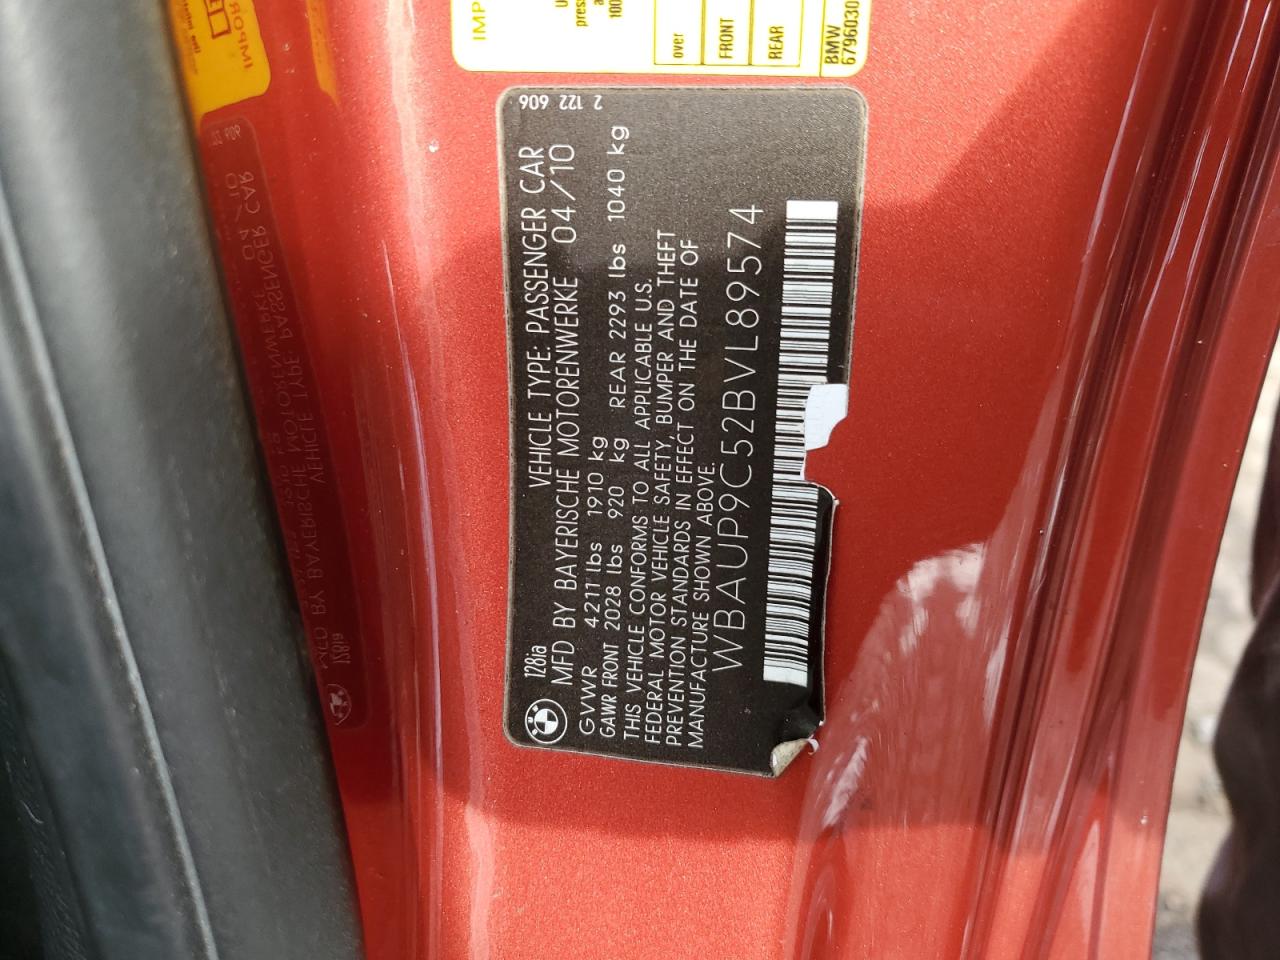 IMP
over
FRONT
REAR
BMW
6796030
2 122 606
128ia
VEHICLE TYPE: PASSENGER CAR
MFD BY BAYERISCHE MOTORENWERKE 04/10
GVWR 4211 lbs 1910 kg
GAWR FRONT 2028 lbs 920 kg REAR 2293 lbs 1040 kg
THIS VEHICLE CONFORMS TO ALL APPLICABLE U.S.
FEDERAL MOTOR VEHICLE SAFETY, BUMPER AND THEFT
PREVENTION STANDARDS IN EFFECT ON THE DATE OF
MANUFACTURE SHOWN ABOVE.
WBAUP9C52BVL89574